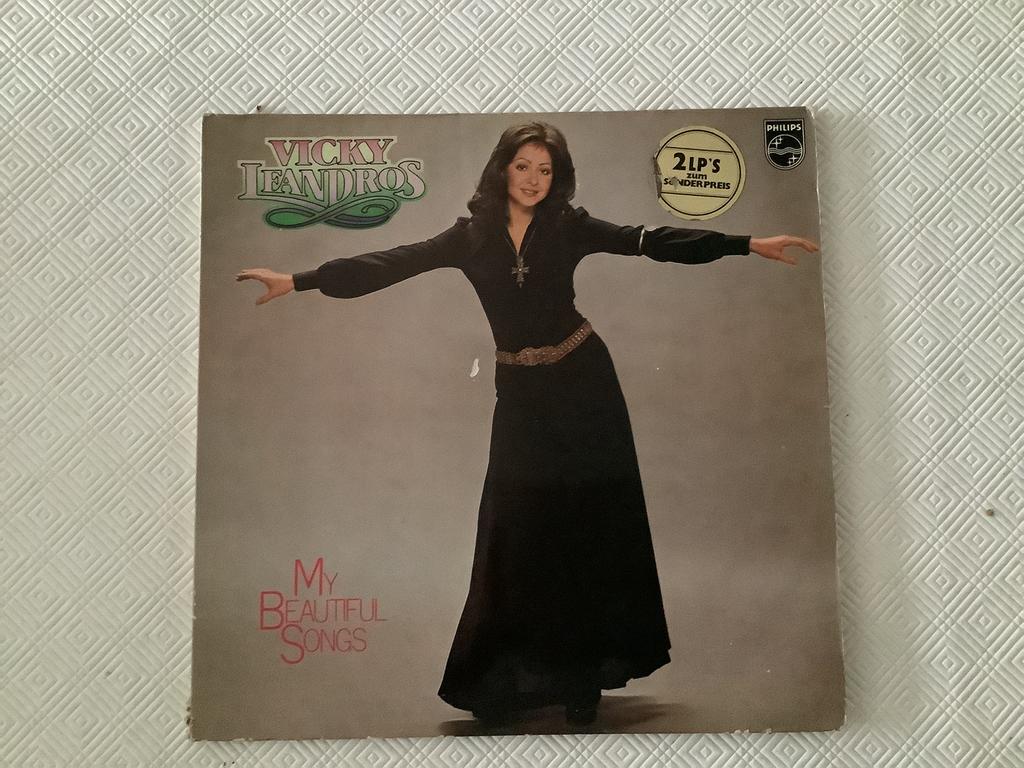 VICKY
LEANDROS
2 LP'S
zum
SONDERPREIS
PHILIPS
MY
BEAUTIFUL
SONGS